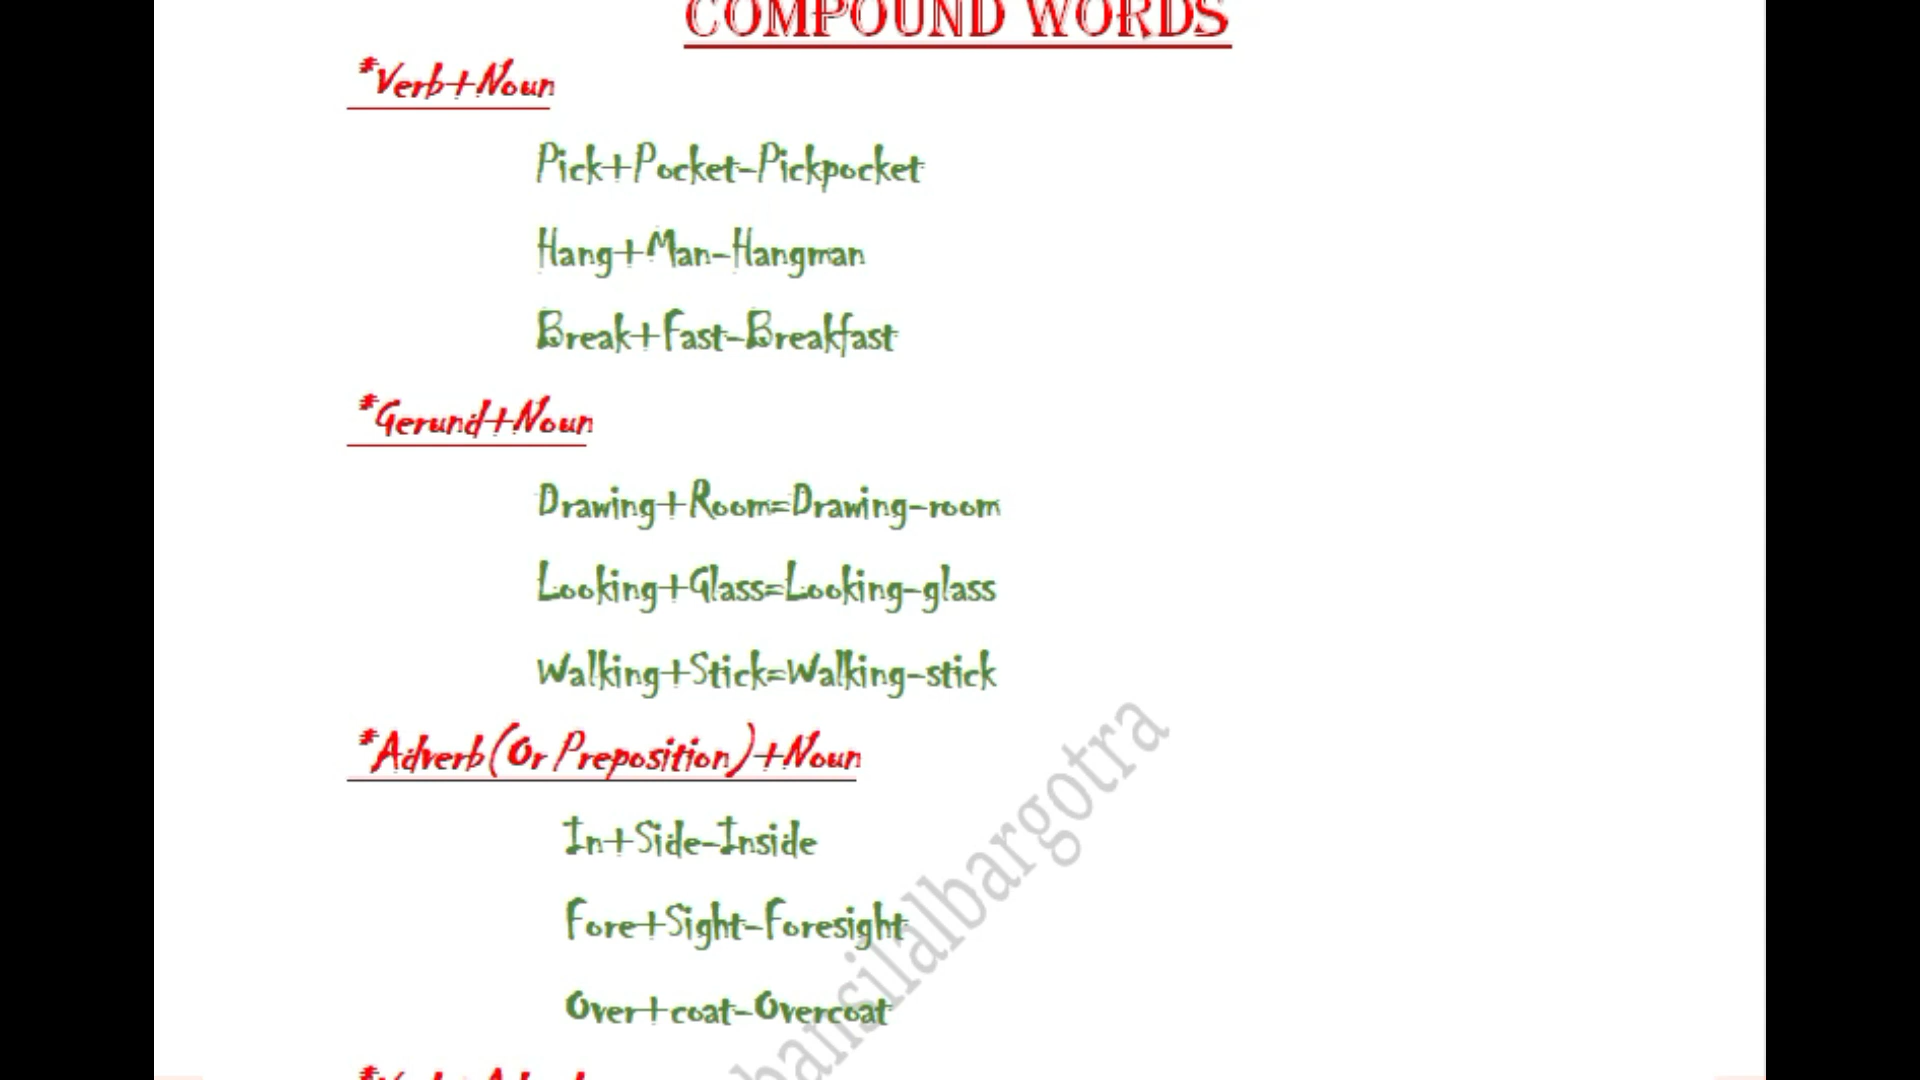 COMPOUND WORDS
*Verb+Noun
Pick+Pocket-Pickpocket
Hang+Man-Hangman
Break+Fast-Breakfast
*Gerund+Noun
Drawing+Room=Drawing-room
Looking+Glass=Looking-glass
Walking+Stick=Walking-stick
*Adverb(Or Preposition)+Noun
In+Side-Inside
Fore+Sight-Foresight
Over+coat-Overcoat
bansilalbargotra